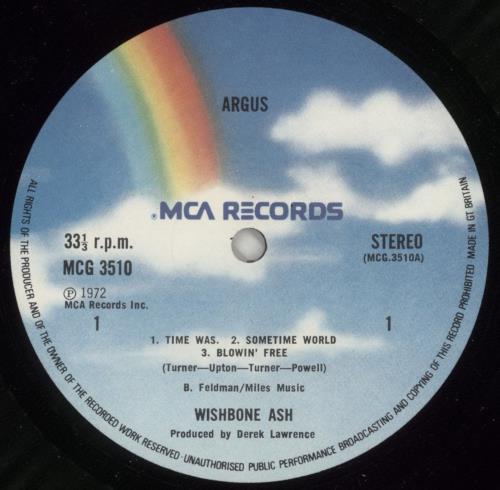 ARGUS
MCA RECORDS
33⅓ r.p.m.
MCG 3510
STEREO
(MCG.3510A)
Ⓟ 1972
MCA Records Inc.
1
1
1. TIME WAS. 2. SOMETIME WORLD
3. BLOWIN' FREE
(Turner—Upton—Turner—Powell)
B. Feldman/Miles Music
WISHBONE ASH
Produced by Derek Lawrence
ALL RIGHTS OF THE PRODUCER AND OF THE OWNER OF THE RECORDED WORK RESERVED · UNAUTHORISED PUBLIC PERFORMANCE BROADCASTING AND COPYING OF THIS RECORD PROHIBITED MADE IN GT BRITAIN